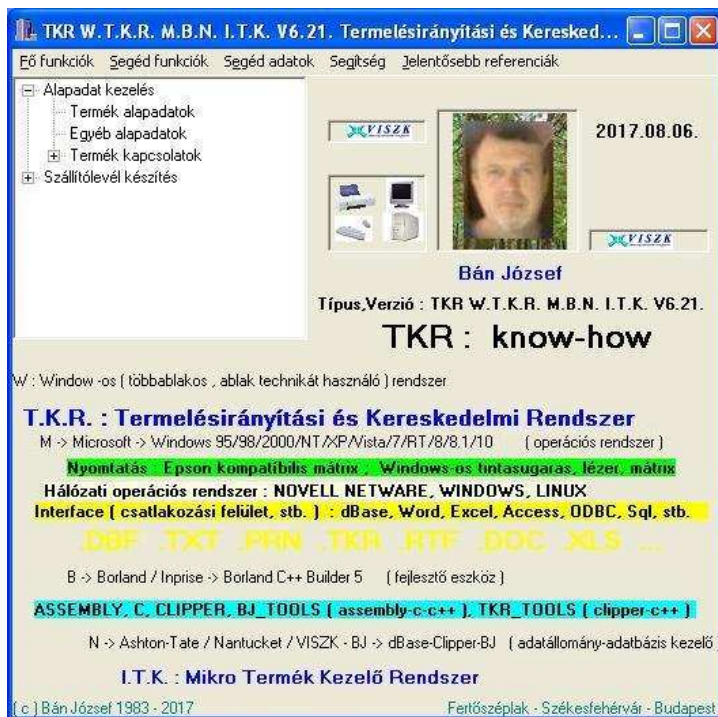 TKR W.T.K.R. M.B.N. I.T.K. V6.21. Termelésirányítási és Keresked...
Fő funkciók Segéd funkciók Segéd adatok Segítség Jelentősebb referenciák
Alapadat kezelés
Termék alapadatok
Egyéb alapadatok
Termék kapcsolatok
Szállítólevél készítés
VISZK
2017.08.06.
VISZK
Bán József
Típus,Verzió : TKR W.T.K.R. M.B.N. I.T.K. V6.21.
TKR : know-how
W : Window -os ( többablakos , ablak technikát használó ) rendszer
T.K.R. : Termelésirányítási és Kereskedelmi Rendszer
M -> Microsoft -> Windows 95/98/2000/NT/XP/Vista/7/RT/8/8.1/10 ( operációs rendszer )
Nyomtatás : Epson kompatibilis mátrix ; Windows-os tintasugaras, lézer, mátrix
Hálózati operációs rendszer : NOVELL NETWARE, WINDOWS, LINUX
Interface ( csatlakozási felület, stb. ) : dBase, Word, Excel, Access, ODBC, Sql, stb.
.DBF .TXT .PRN .TKR .RTF .DOC .XLS ...
B -> Borland / Inprise -> Borland C++ Builder 5 ( fejlesztő eszköz )
ASSEMBLY, C, CLIPPER, BJ_TOOLS ( assembly-c-c++ ), TKR_TOOLS ( clipper-c++ )
N -> Ashton-Tate / Nantucket / VISZK - BJ -> dBase-Clipper-BJ ( adatállomány-adatbázis kezelő )
I.T.K. : Mikro Termék Kezelő Rendszer
( c ) Bán József 1983 - 2017 Fertőszéplak - Székesfehérvár - Budapest